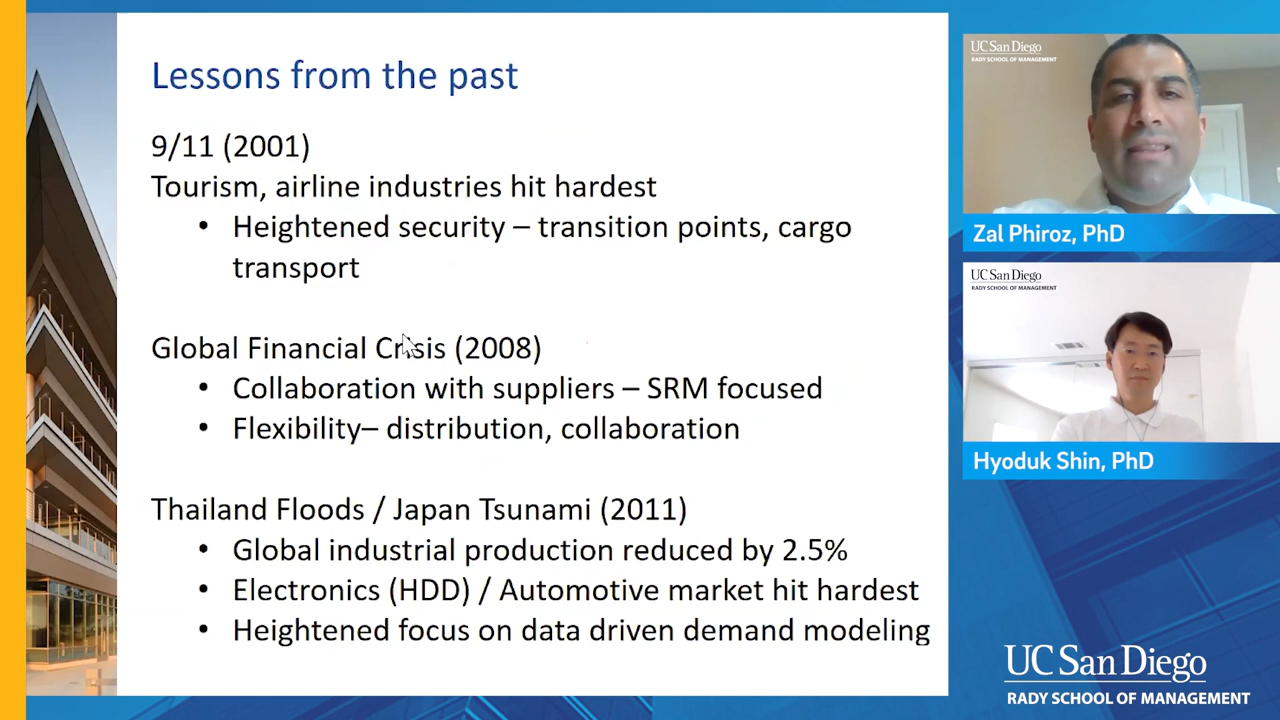 Lessons from the past
9/11 (2001)
Tourism, airline industries hit hardest
• Heightened security – transition points, cargo
transport
Global Financial Crisis (2008)
• Collaboration with suppliers – SRM focused
• Flexibility– distribution, collaboration
Thailand Floods / Japan Tsunami (2011)
• Global industrial production reduced by 2.5%
• Electronics (HDD) / Automotive market hit hardest
• Heightened focus on data driven demand modeling
UC San Diego
RADY SCHOOL OF MANAGEMENT
Zal Phiroz, PhD
UC San Diego
RADY SCHOOL OF MANAGEMENT
Hyoduk Shin, PhD
UC San Diego
RADY SCHOOL OF MANAGEMENT